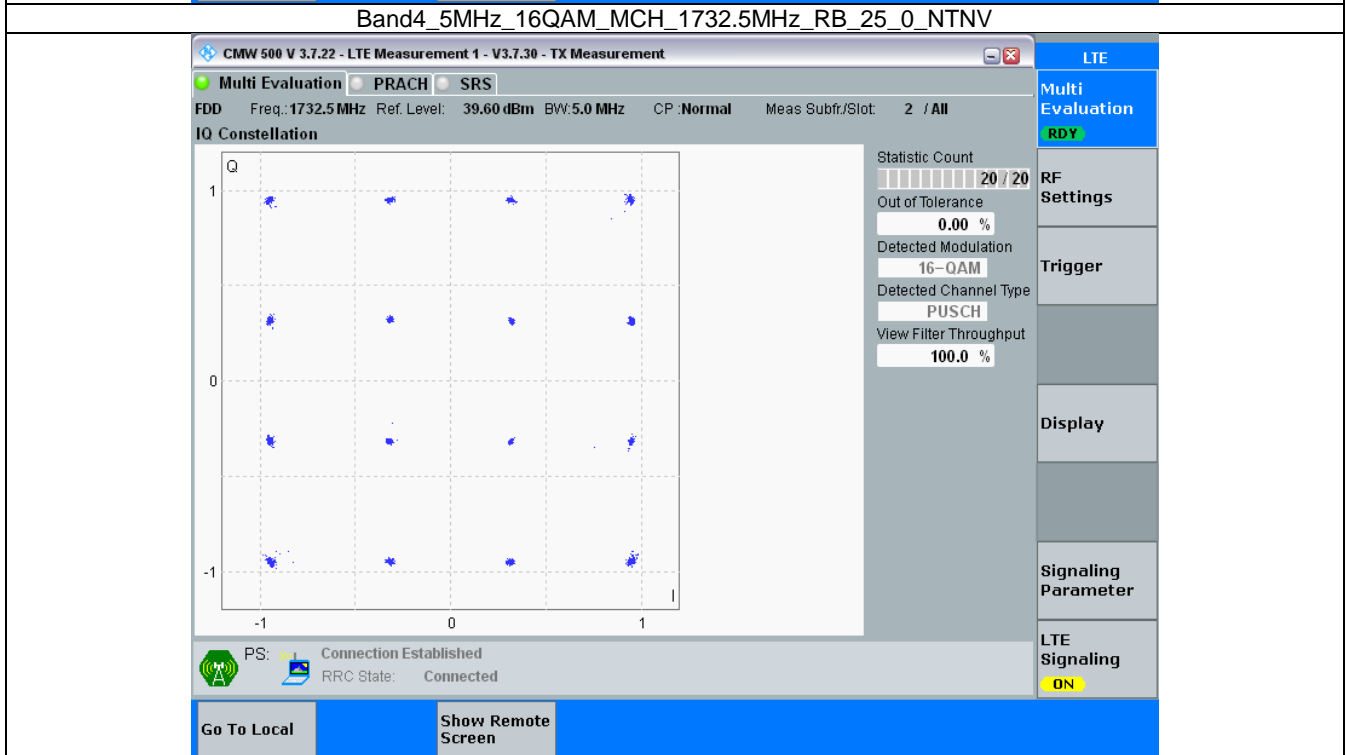 Band4_5MHz_16QAM_MCH_1732.5MHz_RB_25_0_NTNV
CMW 500 V 3.7.22 - LTE Measurement 1 - V3.7.30 - TX Measurement
LTE
Multi Evaluation PRACH SRS
Multi
Evaluation
RDY
FDD Freq.: 1732.5 MHz Ref. Level: 39.60 dBm BW: 5.0 MHz CP : Normal Meas Subfr./Slot: 2 / All
IQ Constellation
Q
1
0
-1
I
-1 0 1
Statistic Count
20 / 20
Out of Tolerance
0.00 %
Detected Modulation
16-QAM
Detected Channel Type
PUSCH
View Filter Throughput
100.0 %
RF
Settings
Trigger
Display
Signaling
Parameter
LTE
Signaling
ON
PS: Connection Established
RRC State: Connected
Go To Local
Show Remote
Screen